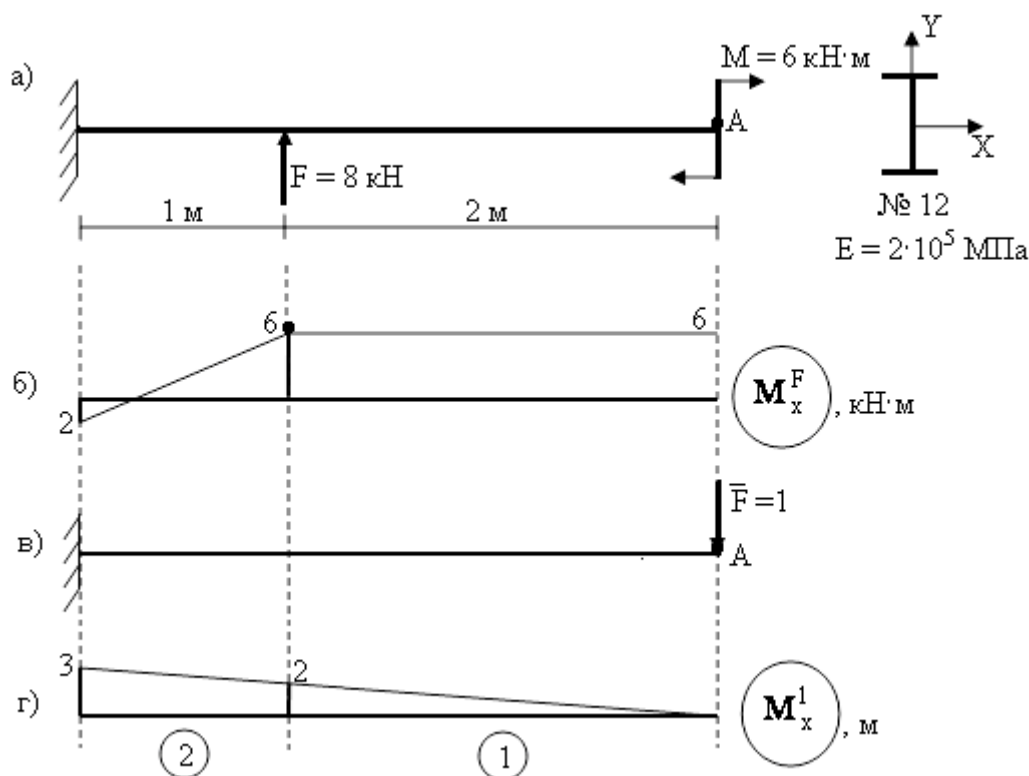 а)
M = 6 кН·м
A
F = 8 кН
Y
X
№ 12
E = 2·10⁵ МПа
1 м
2 м
б)
2
6
6
M_x^F, кН·м
в)
F̅ = 1
A
г)
3
2
M_x^1, м
2
1